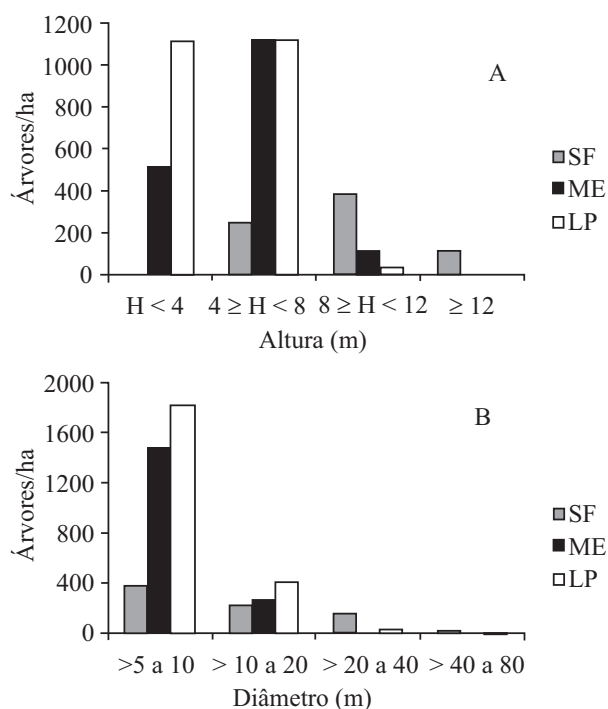 1200
A
1000
Árvores/ha
800
SF
600
ME
400
LP
200
0
H < 4 4 ≥ H < 8 8 ≥ H < 12 ≥ 12
Altura (m)
2000
B
1600
Árvores/ha
1200
SF
800
ME
400
LP
0
>5 a 10 > 10 a 20 > 20 a 40 > 40 a 80
Diâmetro (m)